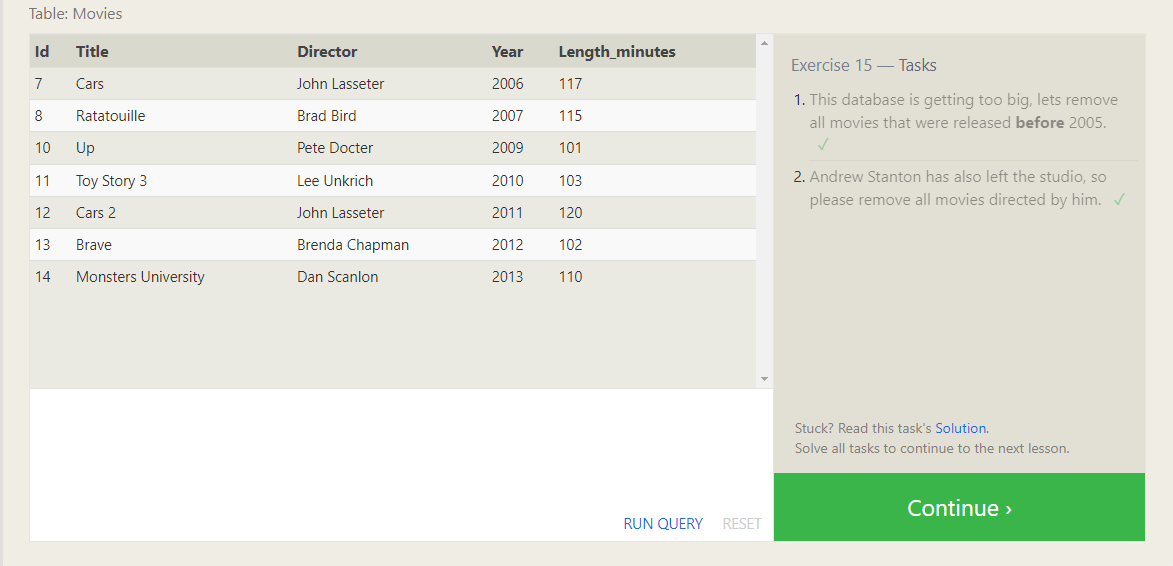 Table: Movies
Id Title Director Year Length_minutes
7 Cars John Lasseter 2006 117
8 Ratatouille Brad Bird 2007 115
10 Up Pete Docter 2009 101
11 Toy Story 3 Lee Unkrich 2010 103
12 Cars 2 John Lasseter 2011 120
13 Brave Brenda Chapman 2012 102
14 Monsters University Dan Scanlon 2013 110
RUN QUERY RESET
Exercise 15 — Tasks
1. This database is getting too big, lets remove
all movies that were released before 2005.
✓
2. Andrew Stanton has also left the studio, so
please remove all movies directed by him. ✓
Stuck? Read this task's Solution.
Solve all tasks to continue to the next lesson.
Continue ›